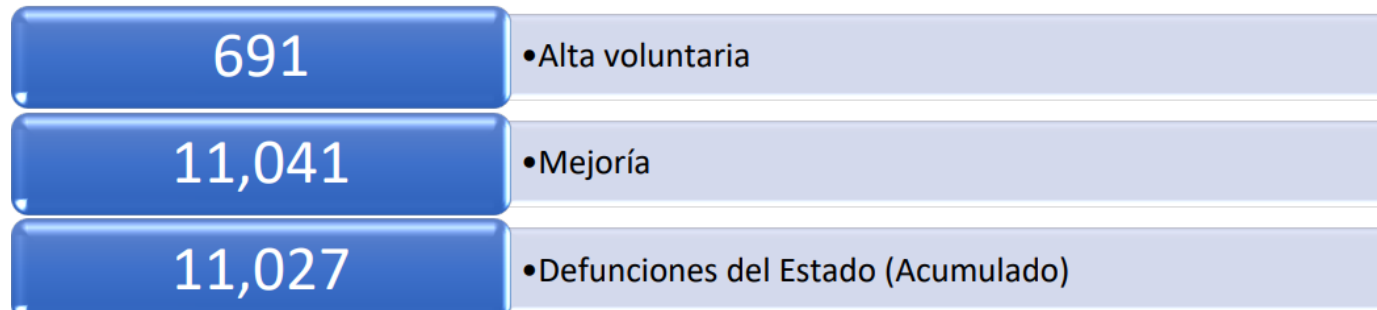 691
•Alta voluntaria
11,041
•Mejoría
11,027
•Defunciones del Estado (Acumulado)